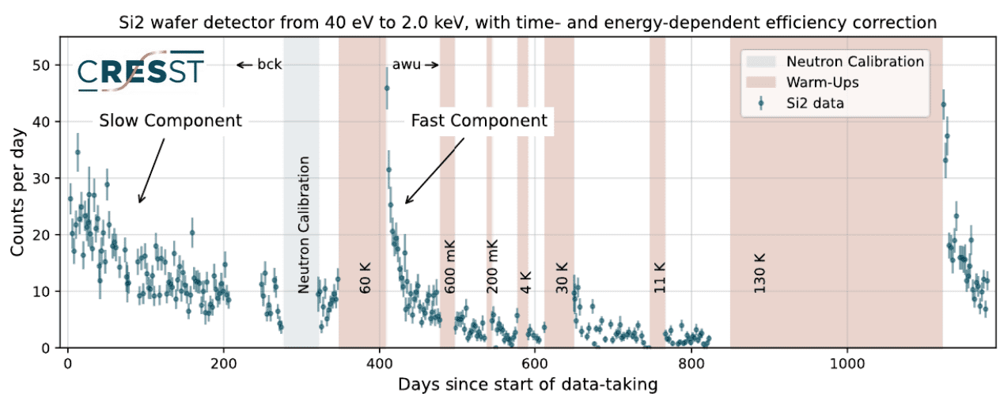 Si2 wafer detector from 40 eV to 2.0 keV, with time- and energy-dependent efficiency correction
CRESST
← bck
awu →
Neutron Calibration
Warm-Ups
Si2 data
Slow Component
Fast Component
Neutron Calibration
60 K
600 mK
200 mK
4 K
30 K
11 K
130 K
Counts per day
50
40
30
20
10
0
0 200 400 600 800 1000
Days since start of data-taking